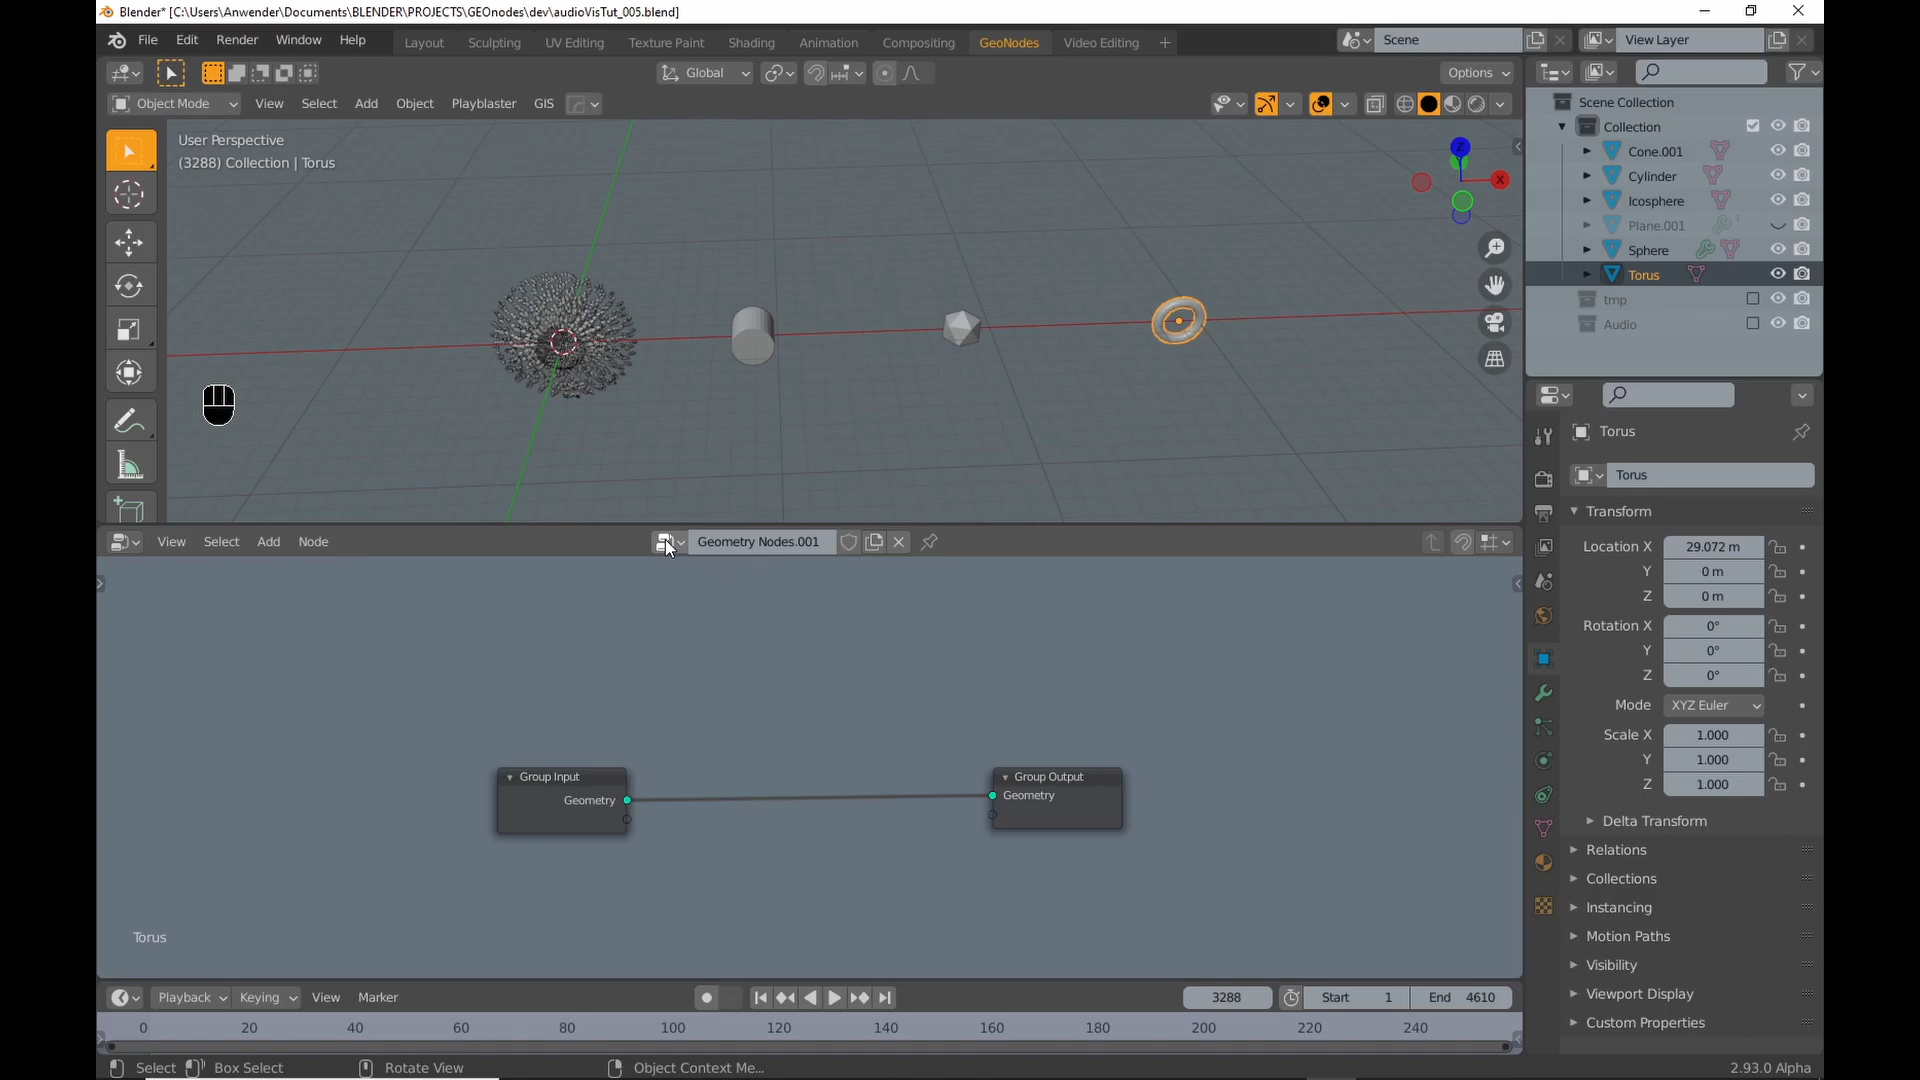 Blender* [C:\Users\Anwender\Documents\BLENDER\PROJECTS\GEOnodes\dev\audioVisTut_005.blend]
File Edit Render Window Help
Layout Sculpting UV Editing Texture Paint Shading Animation Compositing GeoNodes Video Editing +
Scene
View Layer
Global
Options
Object Mode View Select Add Object Playblaster GIS
User Perspective
(3288) Collection | Torus
Z
X
Scene Collection
Collection
Cone.001
Cylinder
Icosphere
Plane.001
Sphere
Torus
tmp
Audio
Torus
Torus
Transform
Location X 29.072 m
Y 0 m
Z 0 m
Rotation X 0°
Y 0°
Z 0°
Mode XYZ Euler
Scale X 1.000
Y 1.000
Z 1.000
Delta Transform
Relations
Collections
Instancing
Motion Paths
Visibility
Viewport Display
Custom Properties
View Select Add Node
Geometry Nodes.001
Group Input
Geometry
Group Output
Geometry
Torus
Playback Keying View Marker
3288 Start 1 End 4610
0 20 40 60 80 100 120 140 160 180 200 220 240
Select Box Select Rotate View Object Context Me...
2.93.0 Alpha